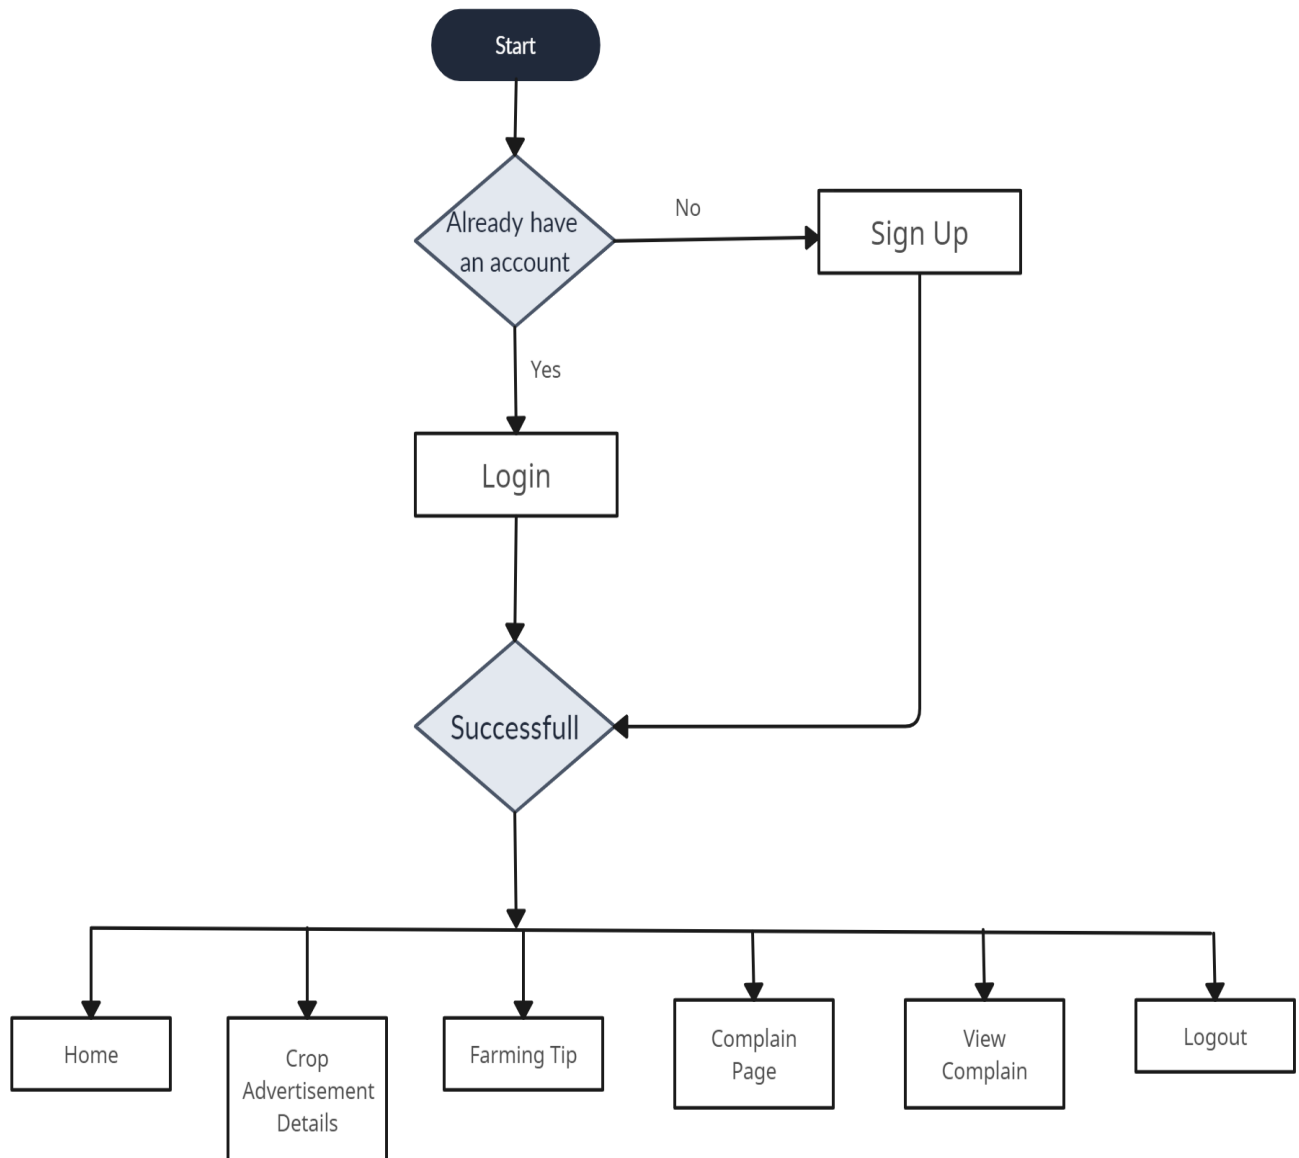 Start
Already have
an account
No
Sign Up
Yes
Login
Successfull
Home
Crop
Advertisement
Details
Farming Tip
Complain
Page
View
Complain
Logout